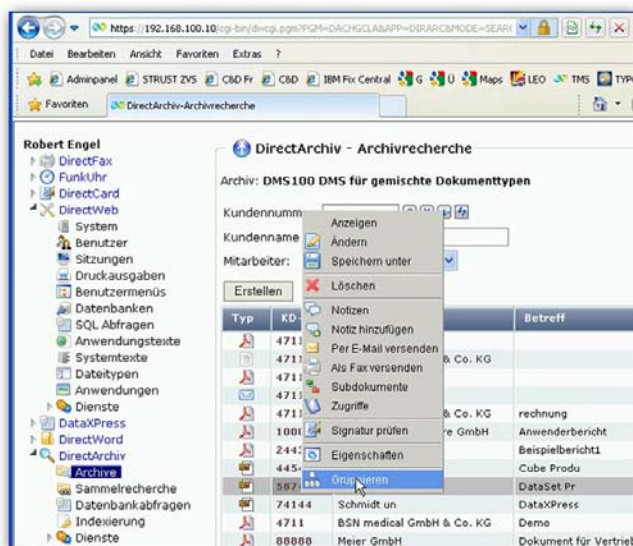 https://192.168.100.10/cgi-bin/dwcgi.pgm?PGM=DACHGCLA&APP=DIRARC&MODE=SEARC
Datei Bearbeiten Ansicht Favoriten Extras ?
Adminpanel STRUST ZVS C&D Fr C&D IBM Fix Central G Ü Maps LEO TMS TYPO
Favoriten DirectArchiv-Archivrecherche
Robert Engel
DirectFax
FunkUhr
DirectCard
DirectWeb
System
Benutzer
Sitzungen
Druckausgaben
Benutzermenüs
Datenbanken
SQL Abfragen
Anwendungstexte
Systemtexte
Dateitypen
Anwendungen
Dienste
DataXPress
DirectWord
DirectArchiv
Archive
Sammelrecherche
Datenbankabfragen
Indexierung
Dienste
DirectArchiv - Archivrecherche
Archiv: DMS100 DMS für gemischte Dokumenttypen
Kundennumm
Kundenname
Mitarbeiter:
Erstellen
Anzeigen
Ändern
Speichern unter
Löschen
Notizen
Notiz hinzufügen
Per E-Mail versenden
Als Fax versenden
Subdokumente
Zugriffe
Signatur prüfen
Eigenschaften
Gruppieren
Typ KD- Betreff
4711
4711 & Co. KG
4711
4711
4711 & Co. KG rechnung
1000 re GmbH Anwenderbericht
2443 Beispielbericht1
4454 Cube Produ
5874 DataSet Pr
74144 Schmidt un DataXPress
4711 BSN medical GmbH & Co. KG Demo
88888 Meier GmbH Dokument für Vertrieb